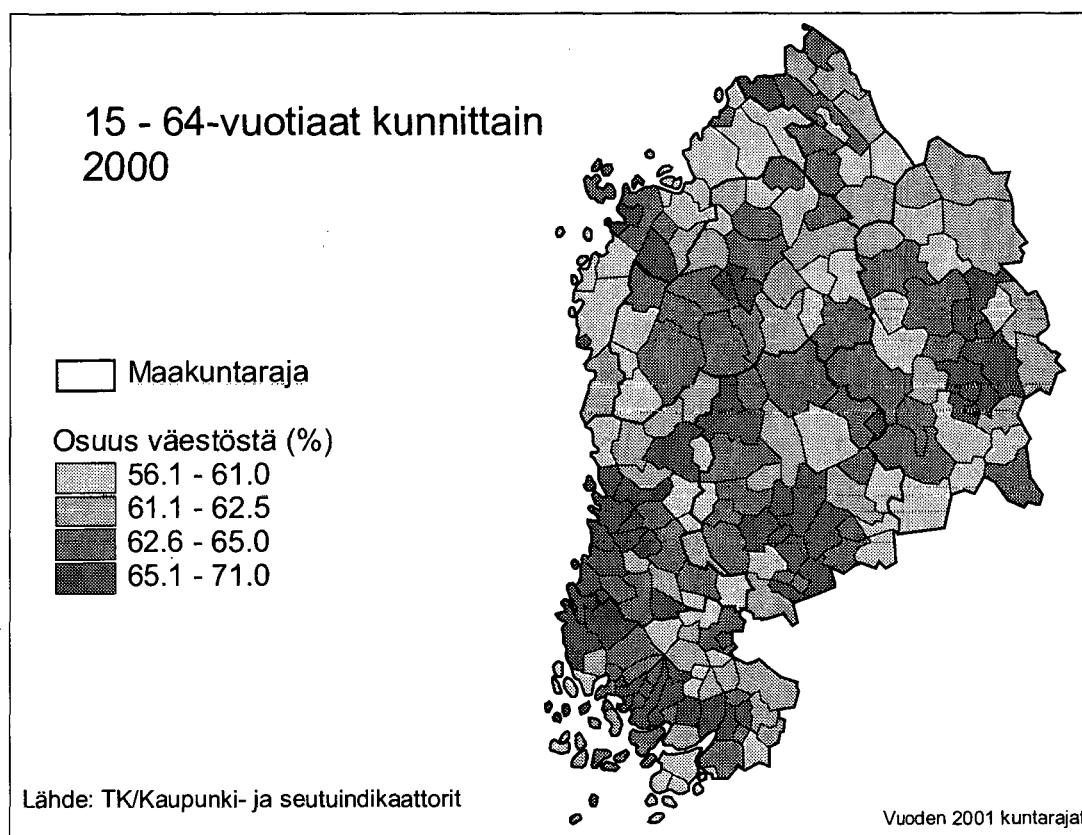 15 - 64-vuotiaat kunnittain
2000
Maakuntaraja
Osuus väestöstä (%)
56.1 - 61.0
61.1 - 62.5
62.6 - 65.0
65.1 - 71.0
Lähde: TK/Kaupunki- ja seutuindikaattorit
Vuoden 2001 kuntarajat